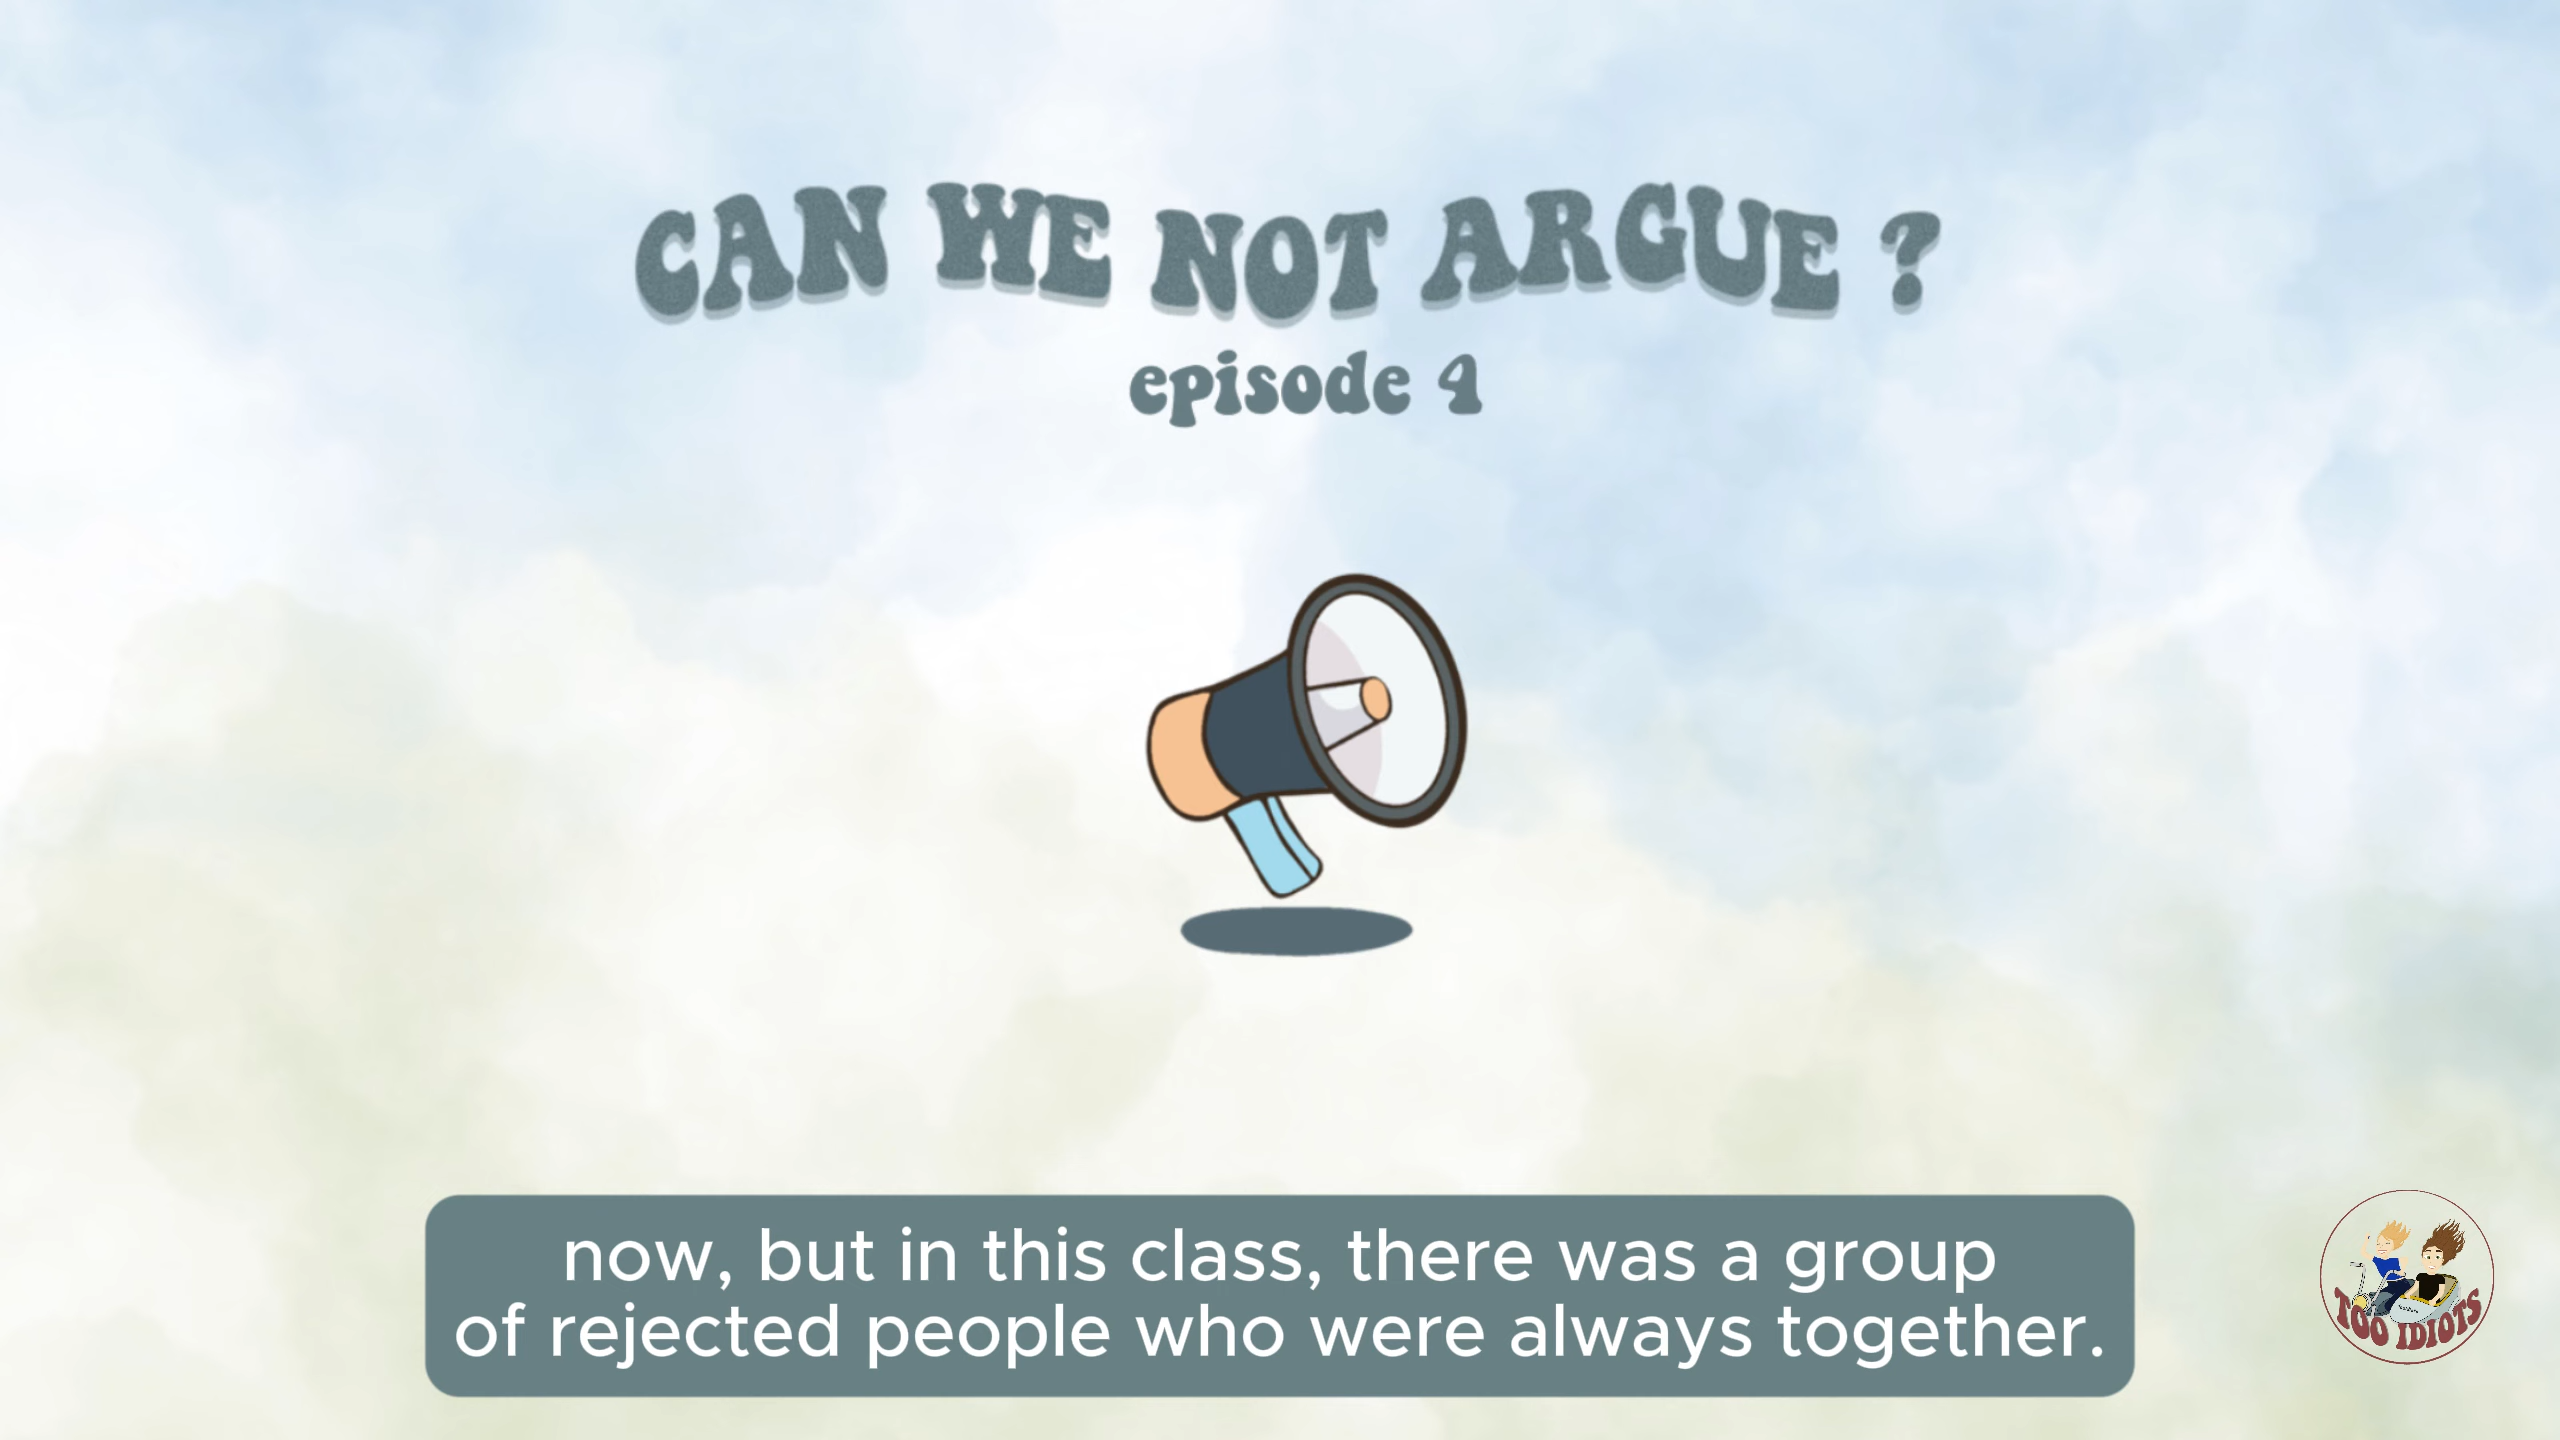 CAN WE NOT ARGUE ?
episode 4
now, but in this class, there was a group
of rejected people who were always together.
TOO IDIOTS